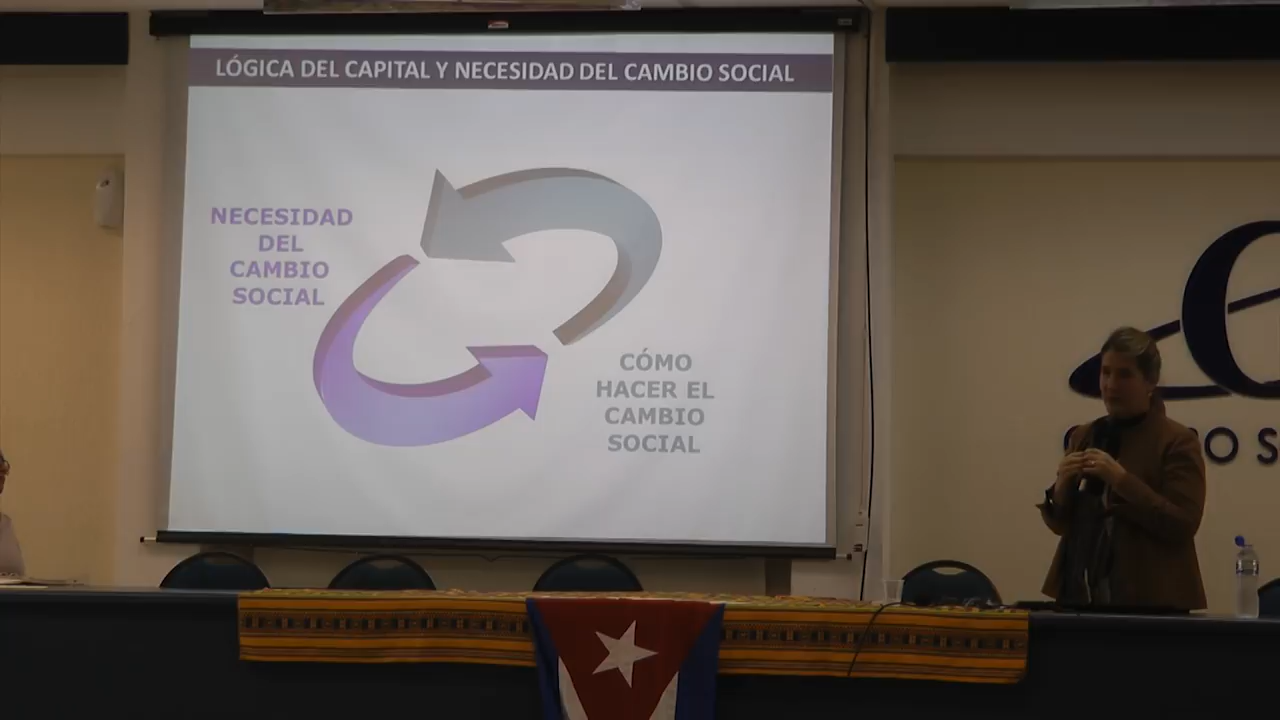 LÓGICA DEL CAPITAL Y NECESIDAD DEL CAMBIO SOCIAL
NECESIDAD
DEL
CAMBIO
SOCIAL
CÓMO
HACER EL
CAMBIO
SOCIAL